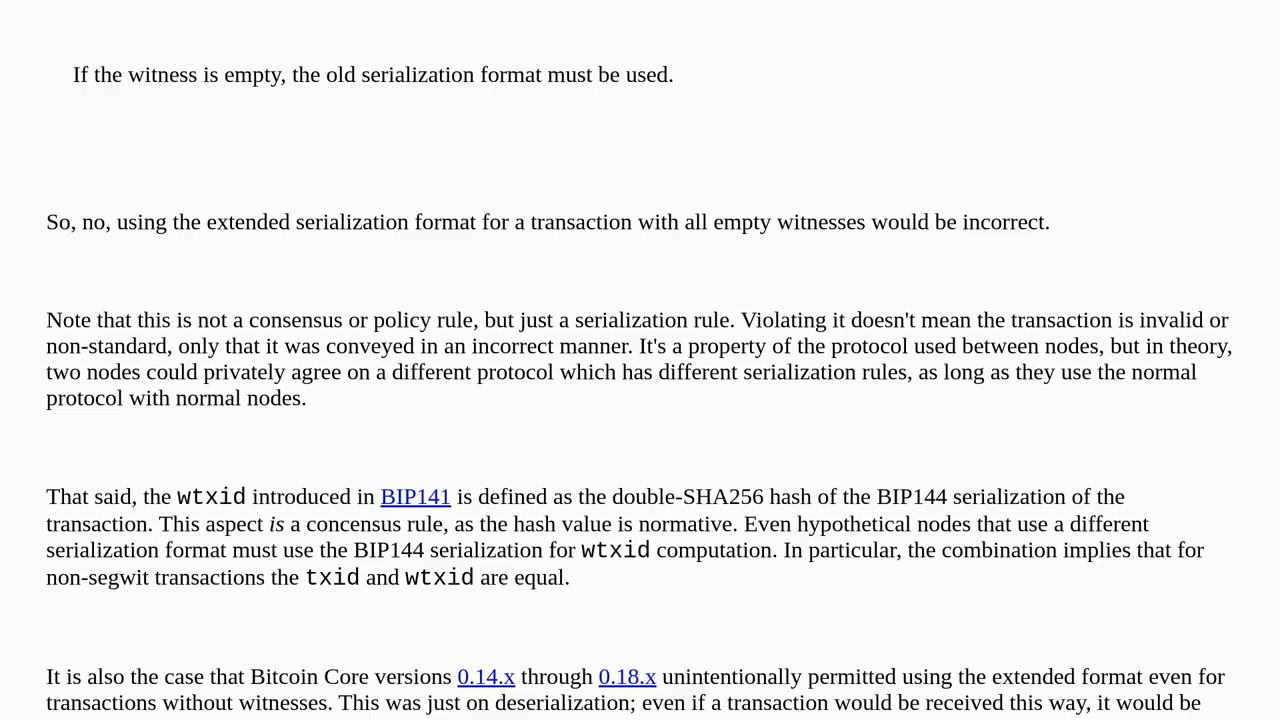 If the witness is empty, the old serialization format must be used.
So, no, using the extended serialization format for a transaction with all empty witnesses would be incorrect.
Note that this is not a consensus or policy rule, but just a serialization rule. Violating it doesn't mean the transaction is invalid or
non-standard, only that it was conveyed in an incorrect manner. It's a property of the protocol used between nodes, but in theory,
two nodes could privately agree on a different protocol which has different serialization rules, as long as they use the normal
protocol with normal nodes.
That said, the wtxid introduced in BIP141 is defined as the double-SHA256 hash of the BIP144 serialization of the
transaction. This aspect is a concensus rule, as the hash value is normative. Even hypothetical nodes that use a different
serialization format must use the BIP144 serialization for wtxid computation. In particular, the combination implies that for
non-segwit transactions the txid and wtxid are equal.
It is also the case that Bitcoin Core versions 0.14.x through 0.18.x unintentionally permitted using the extended format even for
transactions without witnesses. This was just on deserialization; even if a transaction would be received this way, it would be